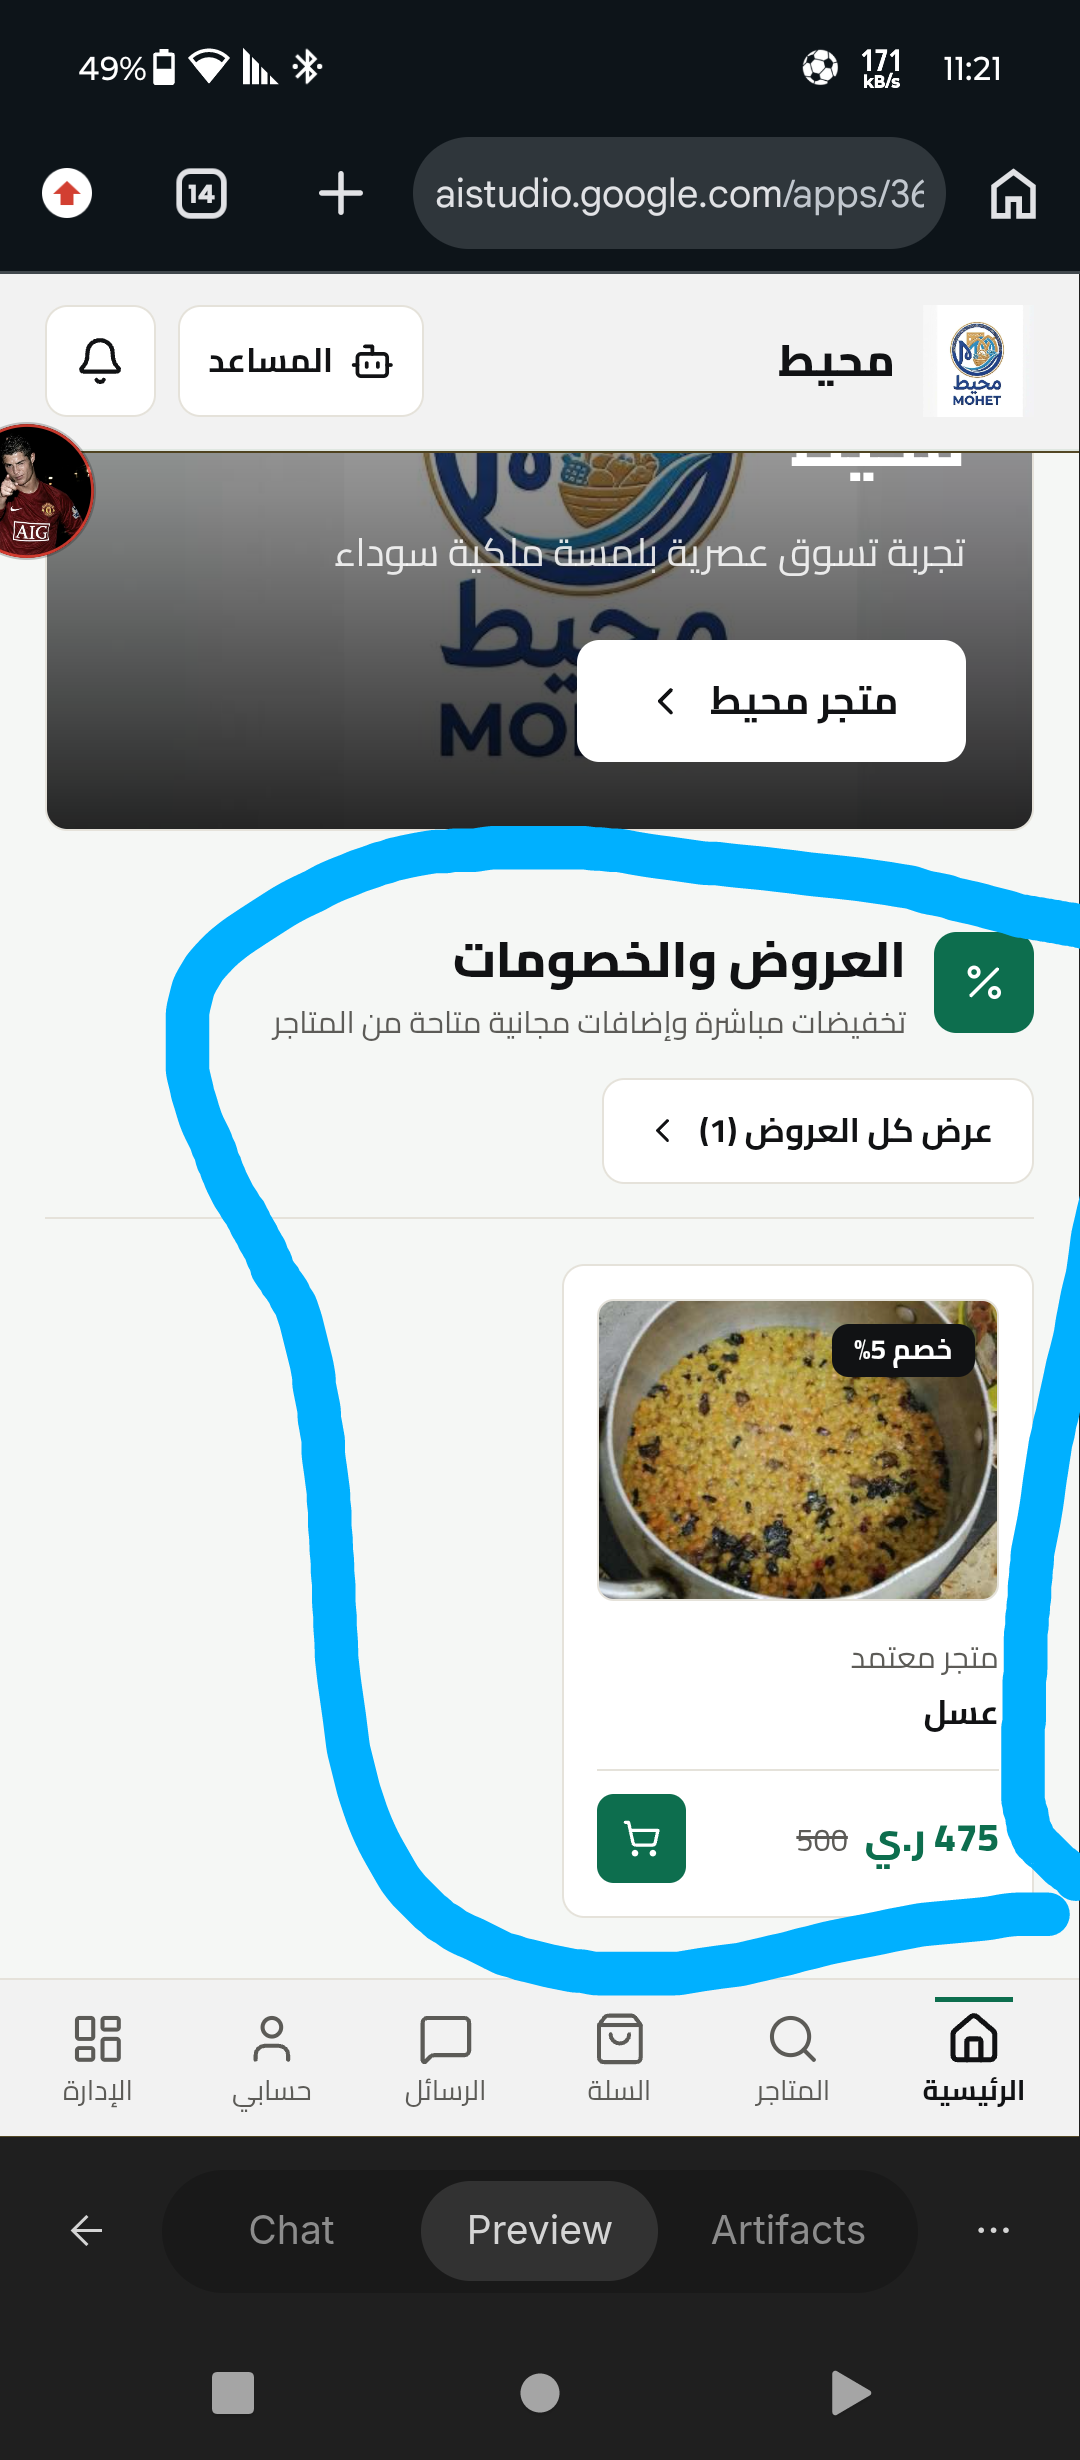 49%
171 kB/s
11:21
14
aistudio.google.com/apps/36
محيط
المساعد
محيط
MOHET
AIG
تجربة تسوق عصرية بلمسة ملكية سوداء
محيط
متجر محيط
العروض والخصومات
%
تخفيضات مباشرة وإضافات مجانية متاحة من المتاجر
عرض كل العروض (1)
خصم 5%
متجر معتمد
عسل
475 ر.ي 500
الرئيسية
المتاجر
السلة
الرسائل
حسابي
الإدارة
Chat
Preview
Artifacts